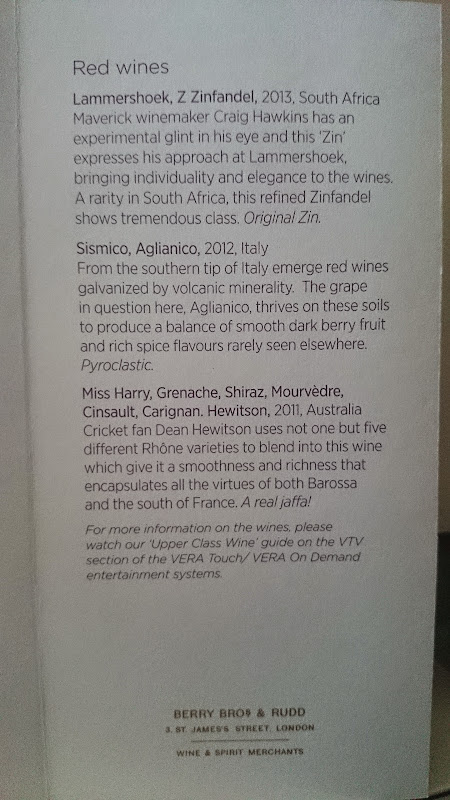 Red wines
Lammershoek, Z Zinfandel, 2013, South Africa
Maverick winemaker Craig Hawkins has an
experimental glint in his eye and this 'Zin'
expresses his approach at Lammershoek,
bringing individuality and elegance to the wines.
A rarity in South Africa, this refined Zinfandel
shows tremendous class. Original Zin.
Sismico, Aglianico, 2012, Italy
From the southern tip of Italy emerge red wines
galvanized by volcanic minerality. The grape
in question here, Aglianico, thrives on these soils
to produce a balance of smooth dark berry fruit
and rich spice flavours rarely seen elsewhere.
Pyroclastic.
Miss Harry, Grenache, Shiraz, Mourvèdre,
Cinsault, Carignan. Hewitson, 2011, Australia
Cricket fan Dean Hewitson uses not one but five
different Rhône varieties to blend into this wine
which give it a smoothness and richness that
encapsulates all the virtues of both Barossa
and the south of France. A real jaffa!
For more information on the wines, please
watch our 'Upper Class Wine' guide on the VTV
section of the VERA Touch/ VERA On Demand
entertainment systems.
BERRY BROS & RUDD
3, ST. JAMES'S STREET, LONDON
WINE & SPIRIT MERCHANTS